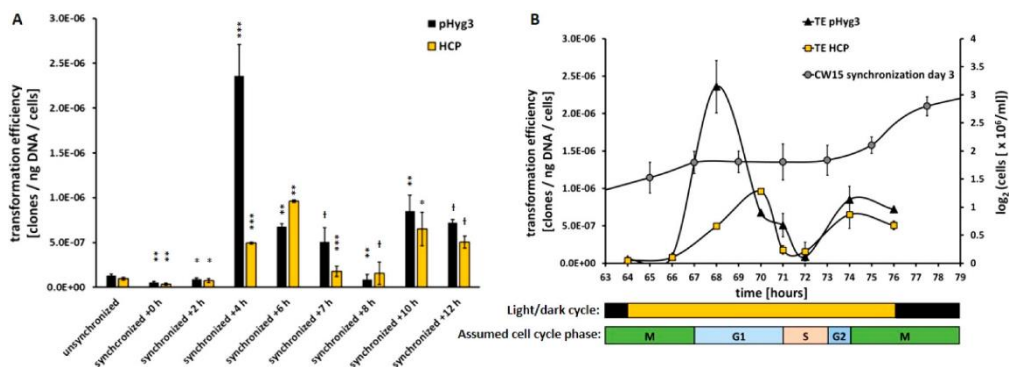 A
transformation efficiency
[clones / ng DNA / cells]
3.0E-06
2.5E-06
2.0E-06
1.5E-06
1.0E-06
5.0E-07
0.0E+00
pHyg3
HCP
** **
* *
*** ***
** **
ƚ ***
** ƚ
** *
ƚ ƚ
unsynchronized
synchronized +0 h
synchronized +2 h
synchronized +4 h
synchronized +6 h
synchronized +7 h
synchronized +8 h
synchronized +10 h
synchronized +12 h
B
TE pHyg3
TE HCP
CW15 synchronization day 3
transformation efficiency
[clones / ng DNA / cells]
3.0E-06
2.5E-06
2.0E-06
1.5E-06
1.0E-06
5.0E-07
0.0E+00
4
3.5
3
2.5
2
1.5
1
0.5
0
log2 (cells [ x 10⁶/ml])
63 64 65 66 67 68 69 70 71 72 73 74 75 76 77 78 79
time [hours]
Light/dark cycle:
Assumed cell cycle phase: M G1 S G2 M